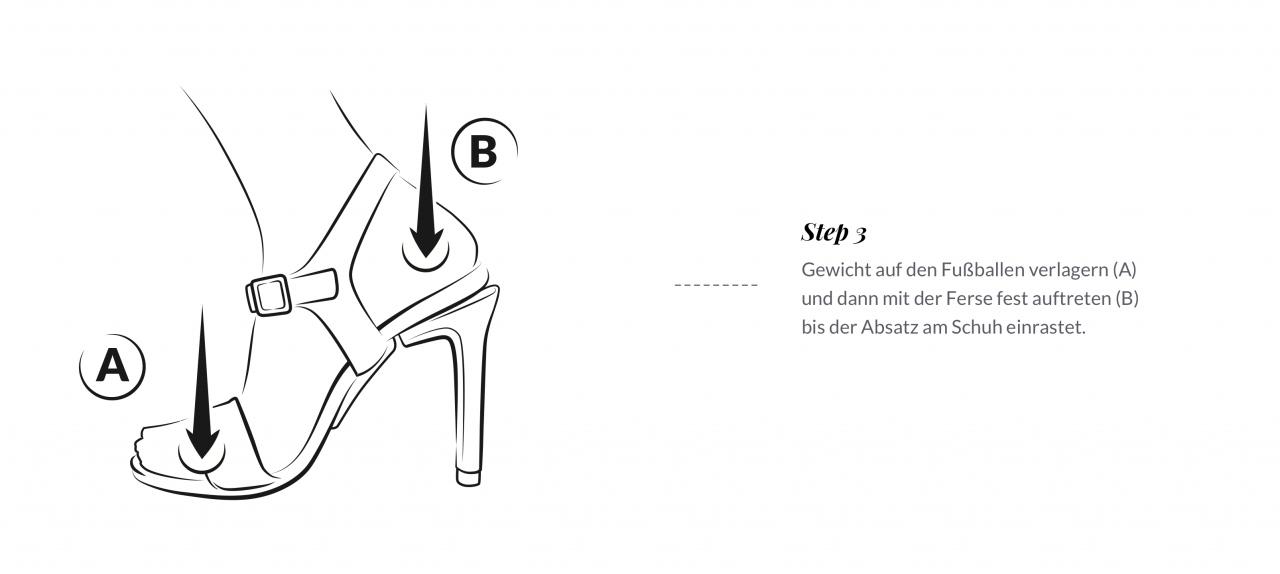 B
A
Step 3
Gewicht auf den Fußballen verlagern (A)
und dann mit der Ferse fest auftreten (B)
bis der Absatz am Schuh einrastet.